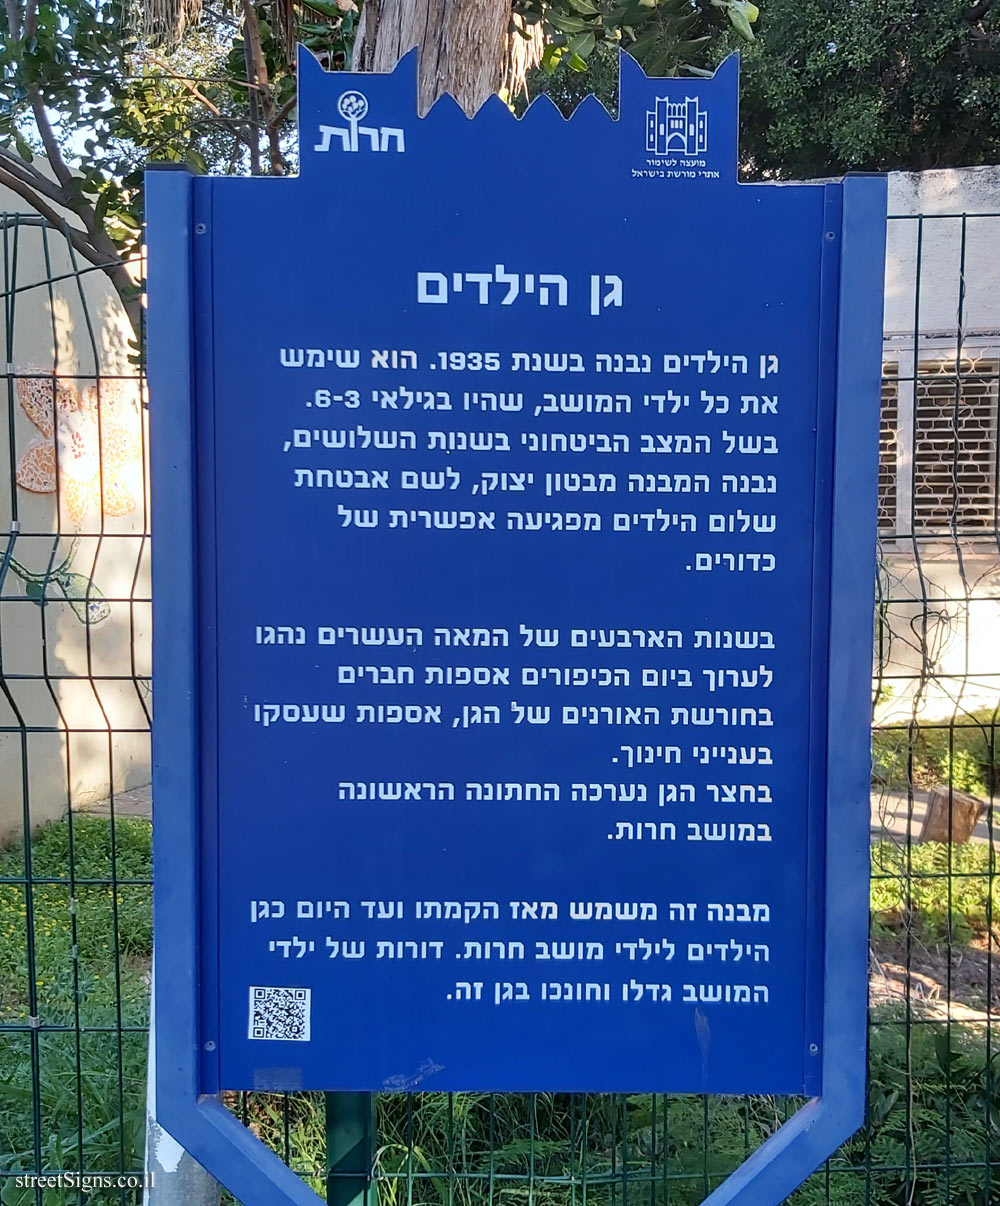 חרות
מועצה לשימור
אתרי מורשת בישראל
גן הילדים
גן הילדים נבנה בשנת 1935. הוא שימש
את כל ילדי המושב, שהיו בגילאי 6-3.
בשל המצב הביטחוני בשנות השלושים,
נבנה המבנה מבטון יצוק, לשם אבטחת
שלום הילדים מפגיעה אפשרית של
כדורים.
בשנות הארבעים של המאה העשרים נהגו
לערוך ביום הכיפורים אספות חברים
בחורשת האורנים של הגן, אספות שעסקו
בענייני חינוך.
בחצר הגן נערכה החתונה הראשונה
במושב חרות.
מבנה זה משמש מאז הקמתו ועד היום כגן
הילדים לילדי מושב חרות. דורות של ילדי
המושב גדלו וחונכו בגן זה.
streetSigns.co.il